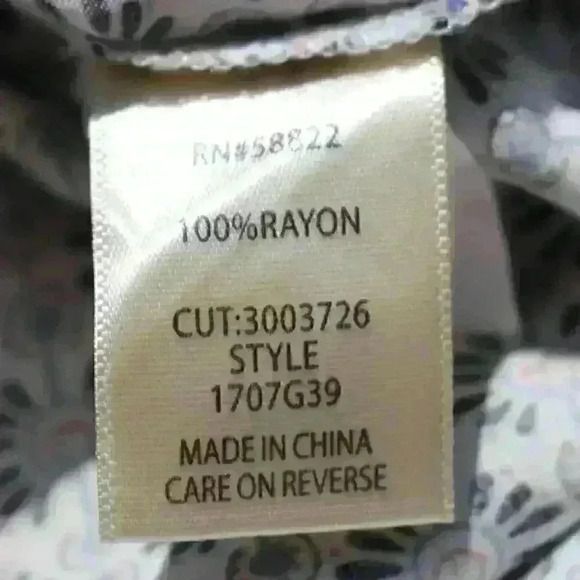 RN#58822
100%RAYON
CUT:3003726
STYLE
1707G39
MADE IN CHINA
CARE ON REVERSE